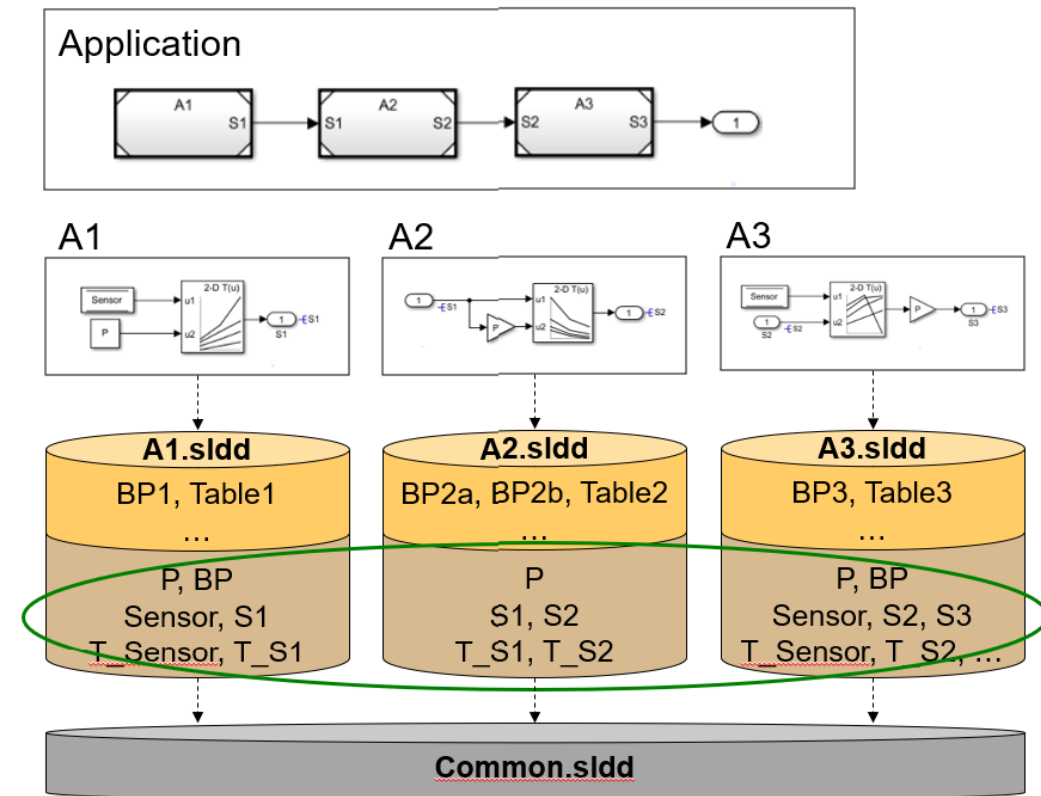 Application
A1
S1
S1
A2
S2
S2
A3
S3
1
A1
A2
A3
Sensor
P
u1
u2
2-D T(u)
1
S1
S1
1
S1
P
u1
u2
2-D T(u)
1
S2
Sensor
1
S2
S2
u1
u2
2-D T(u)
P
1
S3
S3
A1.sldd
BP1, Table1
...
P, BP
Sensor, S1
T_Sensor, T_S1
A2.sldd
BP2a, BP2b, Table2
...
P
S1, S2
T_S1, T_S2
A3.sldd
BP3, Table3
...
P, BP
Sensor, S2, S3
T_Sensor, T_S2, ...
Common.sldd